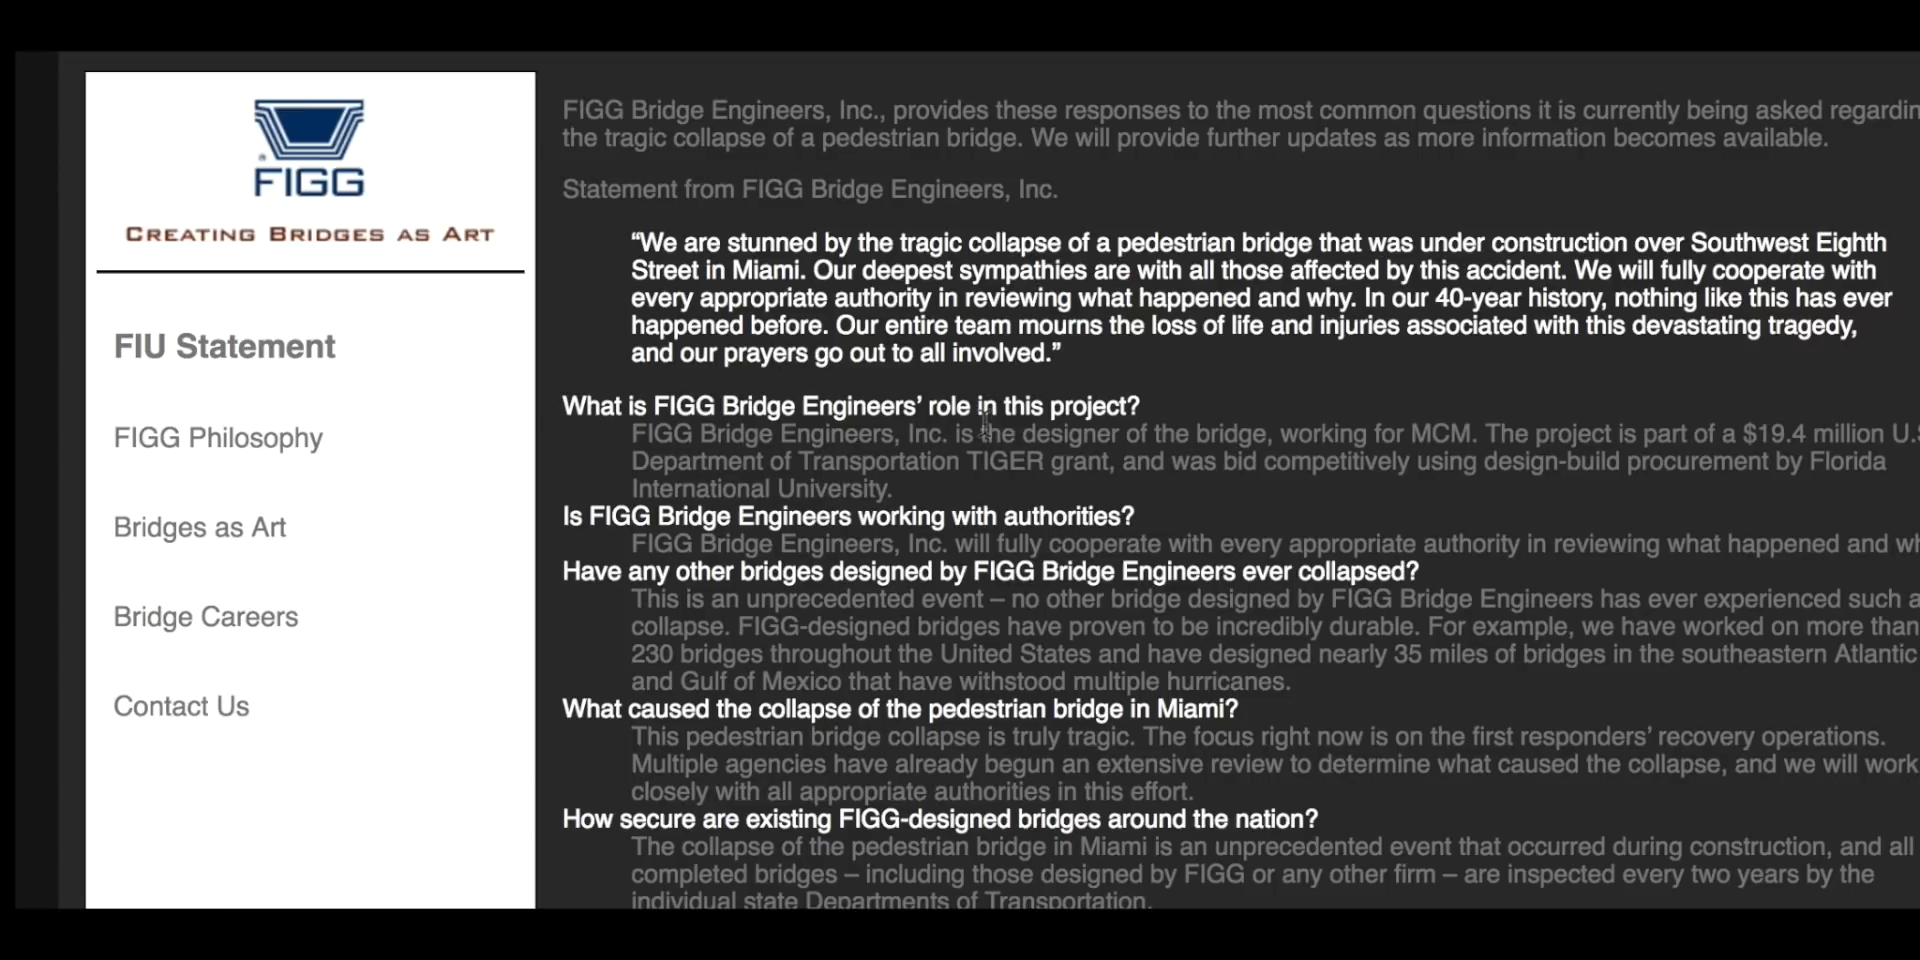 FIGG
CREATING BRIDGES AS ART
FIU Statement
FIGG Philosophy
Bridges as Art
Bridge Careers
Contact Us
FIGG Bridge Engineers, Inc., provides these responses to the most common questions it is currently being asked regardin
the tragic collapse of a pedestrian bridge. We will provide further updates as more information becomes available.
Statement from FIGG Bridge Engineers, Inc.
“We are stunned by the tragic collapse of a pedestrian bridge that was under construction over Southwest Eighth
Street in Miami. Our deepest sympathies are with all those affected by this accident. We will fully cooperate with
every appropriate authority in reviewing what happened and why. In our 40-year history, nothing like this has ever
happened before. Our entire team mourns the loss of life and injuries associated with this devastating tragedy,
and our prayers go out to all involved.”
What is FIGG Bridge Engineers’ role in this project?
FIGG Bridge Engineers, Inc. is the designer of the bridge, working for MCM. The project is part of a $19.4 million U.S
Department of Transportation TIGER grant, and was bid competitively using design-build procurement by Florida
International University.
Is FIGG Bridge Engineers working with authorities?
FIGG Bridge Engineers, Inc. will fully cooperate with every appropriate authority in reviewing what happened and wh
Have any other bridges designed by FIGG Bridge Engineers ever collapsed?
This is an unprecedented event – no other bridge designed by FIGG Bridge Engineers has ever experienced such a
collapse. FIGG-designed bridges have proven to be incredibly durable. For example, we have worked on more than
230 bridges throughout the United States and have designed nearly 35 miles of bridges in the southeastern Atlantic
and Gulf of Mexico that have withstood multiple hurricanes.
What caused the collapse of the pedestrian bridge in Miami?
This pedestrian bridge collapse is truly tragic. The focus right now is on the first responders’ recovery operations.
Multiple agencies have already begun an extensive review to determine what caused the collapse, and we will work
closely with all appropriate authorities in this effort.
How secure are existing FIGG-designed bridges around the nation?
The collapse of the pedestrian bridge in Miami is an unprecedented event that occurred during construction, and all
completed bridges – including those designed by FIGG or any other firm – are inspected every two years by the
individual state Departments of Transportation.